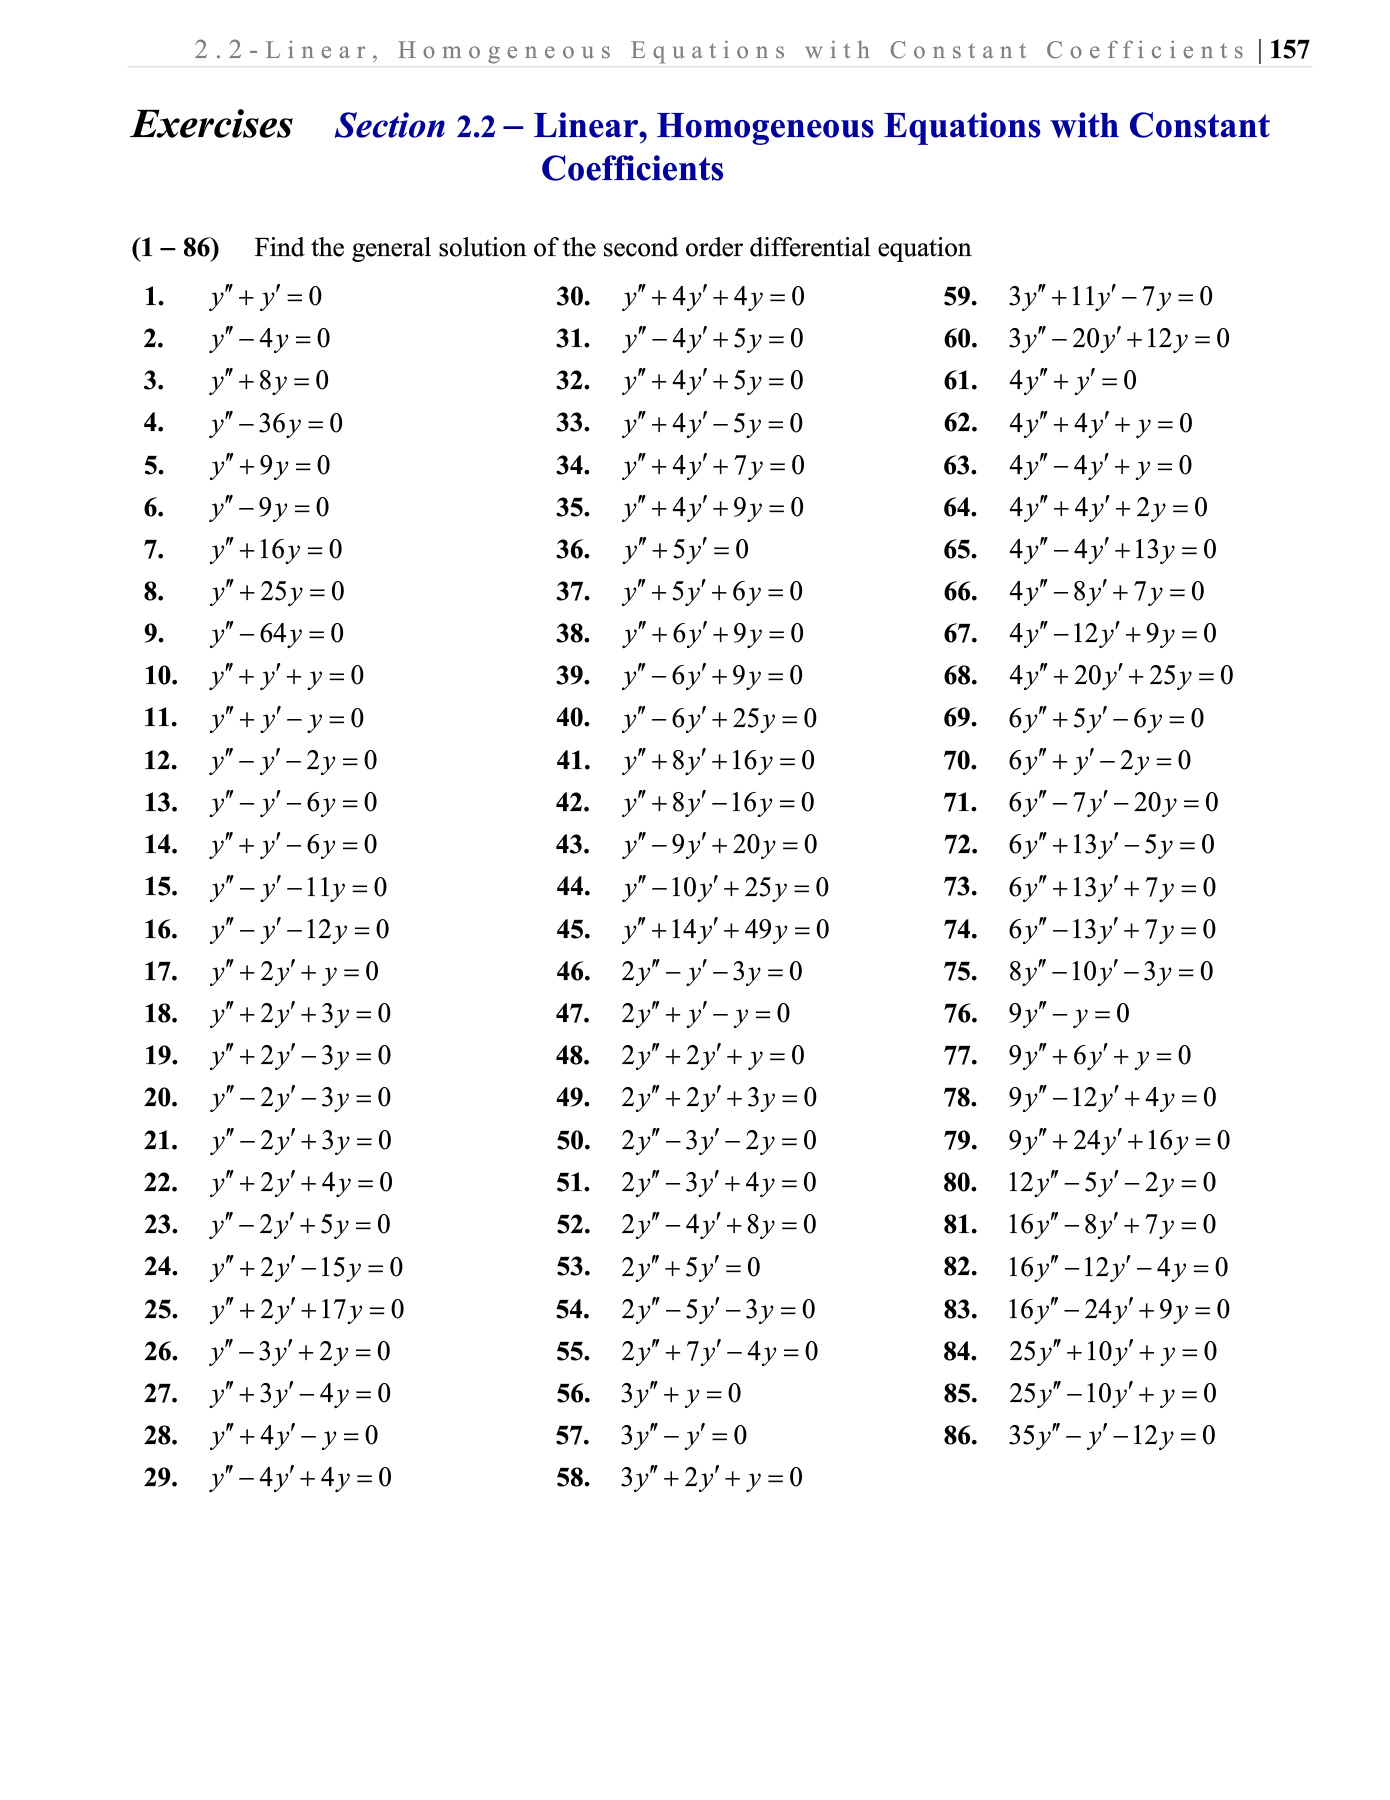 2.2-Linear, Homogeneous Equations with Constant Coefficients | 157
Exercises Section 2.2 – Linear, Homogeneous Equations with Constant
Coefficients
(1 – 86) Find the general solution of the second order differential equation
1. y″ + y′ = 0
2. y″ − 4y = 0
3. y″ + 8y = 0
4. y″ − 36y = 0
5. y″ + 9y = 0
6. y″ − 9y = 0
7. y″ + 16y = 0
8. y″ + 25y = 0
9. y″ − 64y = 0
10. y″ + y′ + y = 0
11. y″ + y′ − y = 0
12. y″ − y′ − 2y = 0
13. y″ − y′ − 6y = 0
14. y″ + y′ − 6y = 0
15. y″ − y′ − 11y = 0
16. y″ − y′ − 12y = 0
17. y″ + 2y′ + y = 0
18. y″ + 2y′ + 3y = 0
19. y″ + 2y′ − 3y = 0
20. y″ − 2y′ − 3y = 0
21. y″ − 2y′ + 3y = 0
22. y″ + 2y′ + 4y = 0
23. y″ − 2y′ + 5y = 0
24. y″ + 2y′ − 15y = 0
25. y″ + 2y′ + 17y = 0
26. y″ − 3y′ + 2y = 0
27. y″ + 3y′ − 4y = 0
28. y″ + 4y′ − y = 0
29. y″ − 4y′ + 4y = 0
30. y″ + 4y′ + 4y = 0
31. y″ − 4y′ + 5y = 0
32. y″ + 4y′ + 5y = 0
33. y″ + 4y′ − 5y = 0
34. y″ + 4y′ + 7y = 0
35. y″ + 4y′ + 9y = 0
36. y″ + 5y′ = 0
37. y″ + 5y′ + 6y = 0
38. y″ + 6y′ + 9y = 0
39. y″ − 6y′ + 9y = 0
40. y″ − 6y′ + 25y = 0
41. y″ + 8y′ + 16y = 0
42. y″ + 8y′ − 16y = 0
43. y″ − 9y′ + 20y = 0
44. y″ − 10y′ + 25y = 0
45. y″ + 14y′ + 49y = 0
46. 2y″ − y′ − 3y = 0
47. 2y″ + y′ − y = 0
48. 2y″ + 2y′ + y = 0
49. 2y″ + 2y′ + 3y = 0
50. 2y″ − 3y′ − 2y = 0
51. 2y″ − 3y′ + 4y = 0
52. 2y″ − 4y′ + 8y = 0
53. 2y″ + 5y′ = 0
54. 2y″ − 5y′ − 3y = 0
55. 2y″ + 7y′ − 4y = 0
56. 3y″ + y = 0
57. 3y″ − y′ = 0
58. 3y″ + 2y′ + y = 0
59. 3y″ + 11y′ − 7y = 0
60. 3y″ − 20y′ + 12y = 0
61. 4y″ + y′ = 0
62. 4y″ + 4y′ + y = 0
63. 4y″ − 4y′ + y = 0
64. 4y″ + 4y′ + 2y = 0
65. 4y″ − 4y′ + 13y = 0
66. 4y″ − 8y′ + 7y = 0
67. 4y″ − 12y′ + 9y = 0
68. 4y″ + 20y′ + 25y = 0
69. 6y″ + 5y′ − 6y = 0
70. 6y″ + y′ − 2y = 0
71. 6y″ − 7y′ − 20y = 0
72. 6y″ + 13y′ − 5y = 0
73. 6y″ + 13y′ + 7y = 0
74. 6y″ − 13y′ + 7y = 0
75. 8y″ − 10y′ − 3y = 0
76. 9y″ − y = 0
77. 9y″ + 6y′ + y = 0
78. 9y″ − 12y′ + 4y = 0
79. 9y″ + 24y′ + 16y = 0
80. 12y″ − 5y′ − 2y = 0
81. 16y″ − 8y′ + 7y = 0
82. 16y″ − 12y′ − 4y = 0
83. 16y″ − 24y′ + 9y = 0
84. 25y″ + 10y′ + y = 0
85. 25y″ − 10y′ + y = 0
86. 35y″ − y′ − 12y = 0